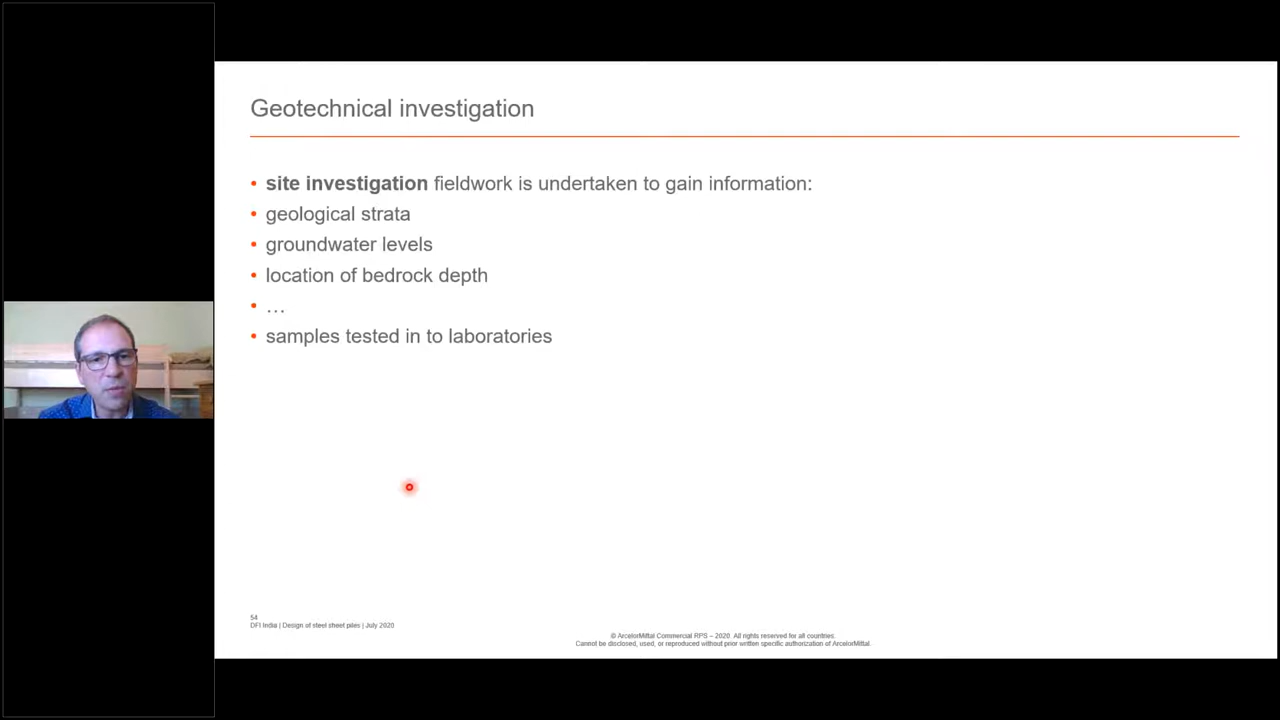 Geotechnical investigation
• site investigation fieldwork is undertaken to gain information:
• geological strata
• groundwater levels
• location of bedrock depth
• …
• samples tested in to laboratories
54
DFI India | Design of steel sheet piles | July 2020
© ArcelorMittal Commercial RPS – 2020 All rights reserved for all countries.
Cannot be disclosed, used, or reproduced without prior written specific authorization of ArcelorMittal.